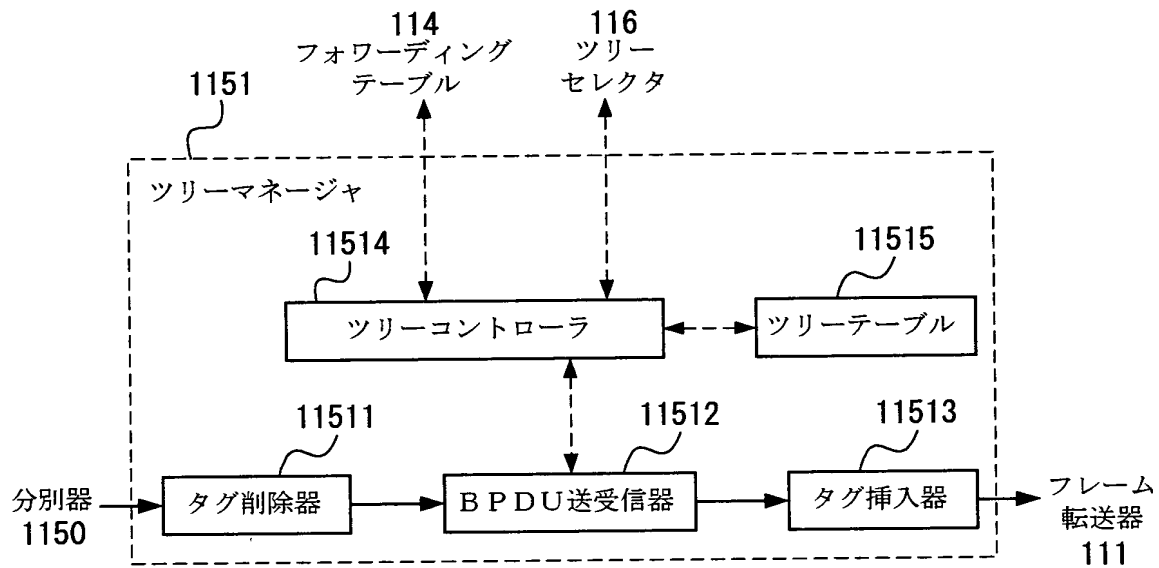 114
フォワーディング
テーブル
116
ツリー
セレクタ
1151
ツリーマネージャ
11514
ツリーコントローラ
11515
ツリーテーブル
11511
タグ削除器
11512
BPDU送受信器
11513
タグ挿入器
分別器
1150
フレーム
転送器
111